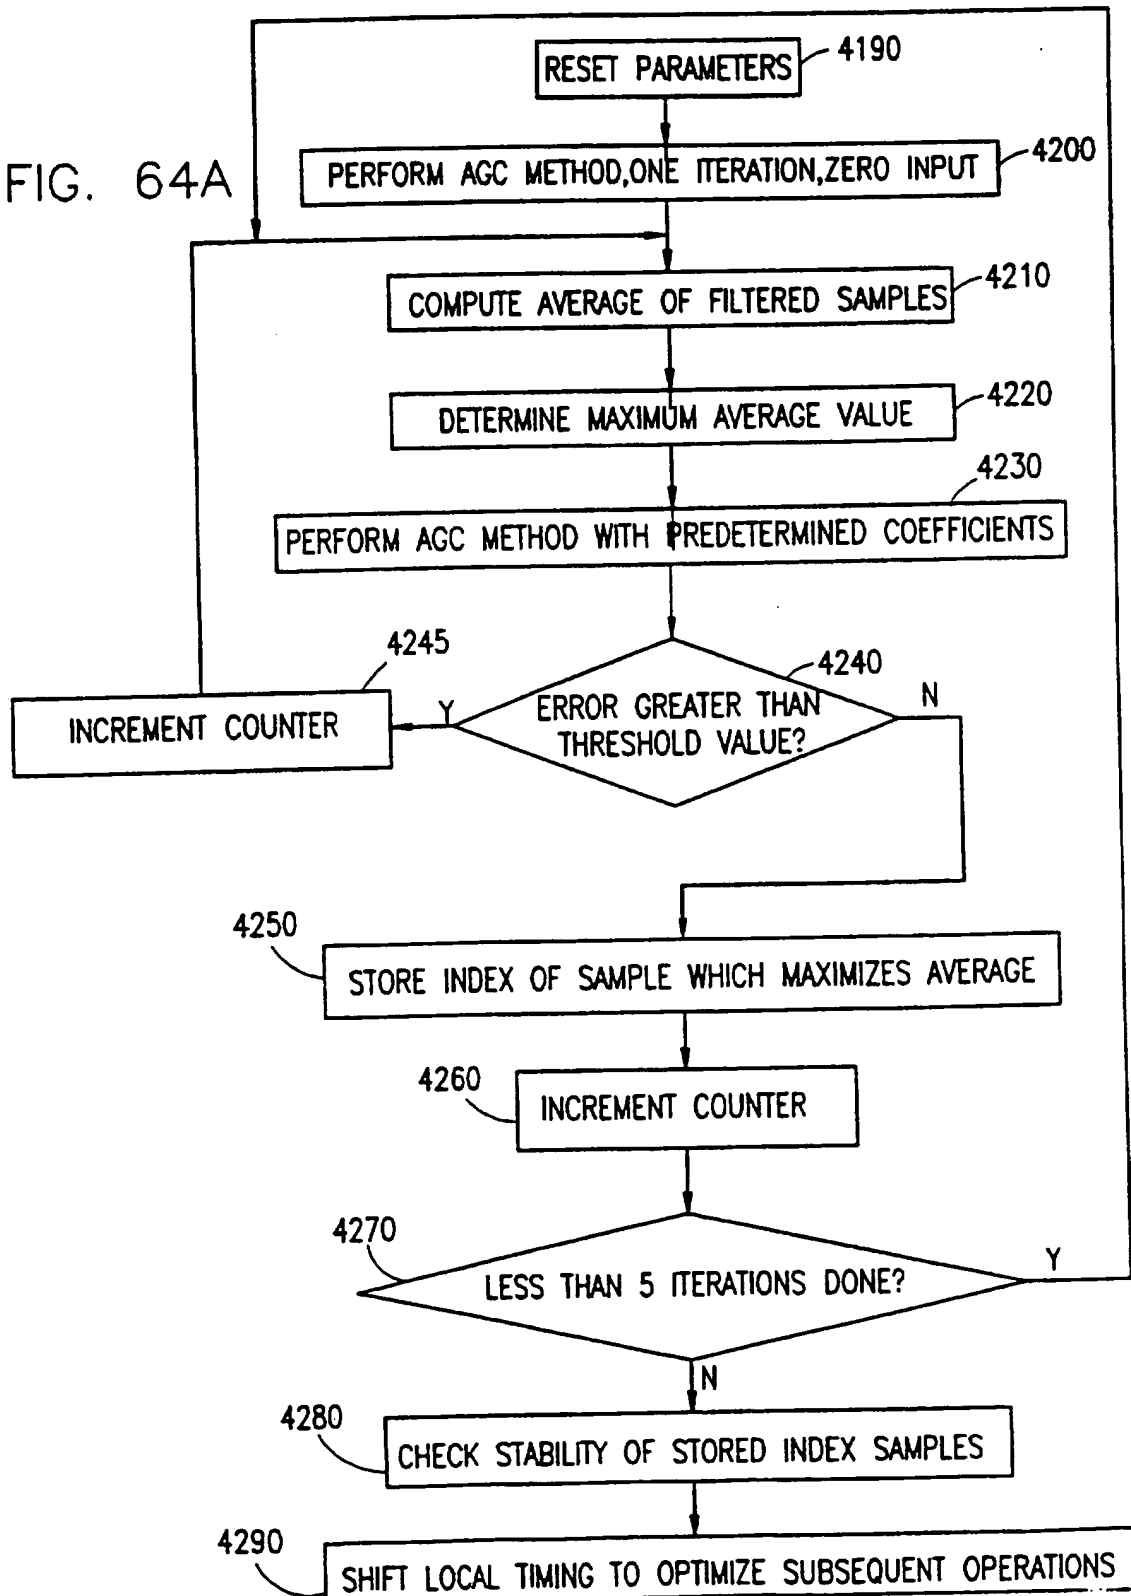 FIG. 64A
RESET PARAMETERS
4190
PERFORM AGC METHOD,ONE ITERATION,ZERO INPUT
4200
COMPUTE AVERAGE OF FILTERED SAMPLES
4210
DETERMINE MAXIMUM AVERAGE VALUE
4220
PERFORM AGC METHOD WITH PREDETERMINED COEFFICIENTS
4230
ERROR GREATER THAN
THRESHOLD VALUE?
4240
Y
N
4245
INCREMENT COUNTER
4250
STORE INDEX OF SAMPLE WHICH MAXIMIZES AVERAGE
4260
INCREMENT COUNTER
4270
LESS THAN 5 ITERATIONS DONE?
Y
N
4280
CHECK STABILITY OF STORED INDEX SAMPLES
4290
SHIFT LOCAL TIMING TO OPTIMIZE SUBSEQUENT OPERATIONS